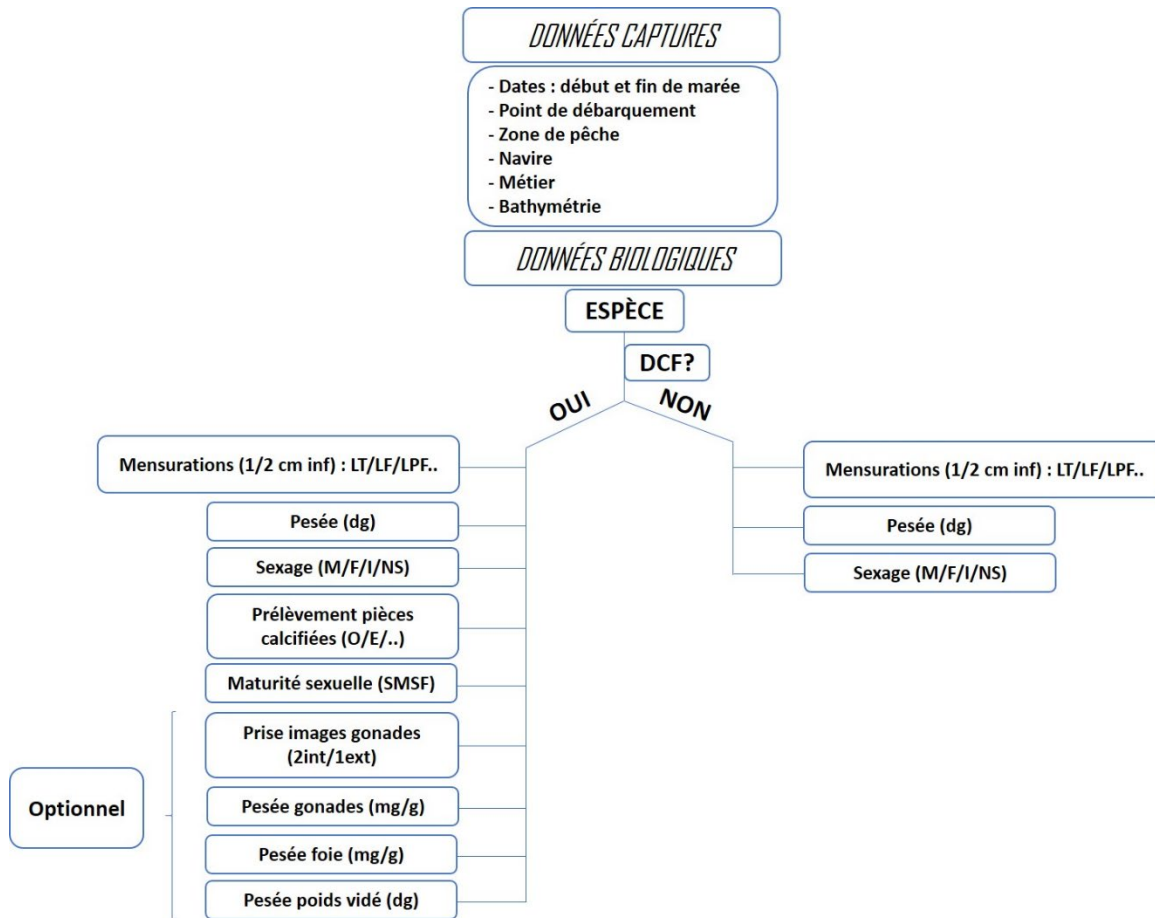 DONNÉES CAPTURES
- Dates : début et fin de marée
- Point de débarquement
- Zone de pêche
- Navire
- Métier
- Bathymétrie
DONNÉES BIOLOGIQUES
ESPÈCE
DCF?
OUI
NON
Mensurations (1/2 cm inf) : LT/LF/LPF..
Pesée (dg)
Sexage (M/F/I/NS)
Prélèvement pièces
calcifiées (O/E/..)
Maturité sexuelle (SMSF)
Optionnel
Prise images gonades
(2int/1ext)
Pesée gonades (mg/g)
Pesée foie (mg/g)
Pesée poids vidé (dg)
Mensurations (1/2 cm inf) : LT/LF/LPF..
Pesée (dg)
Sexage (M/F/I/NS)